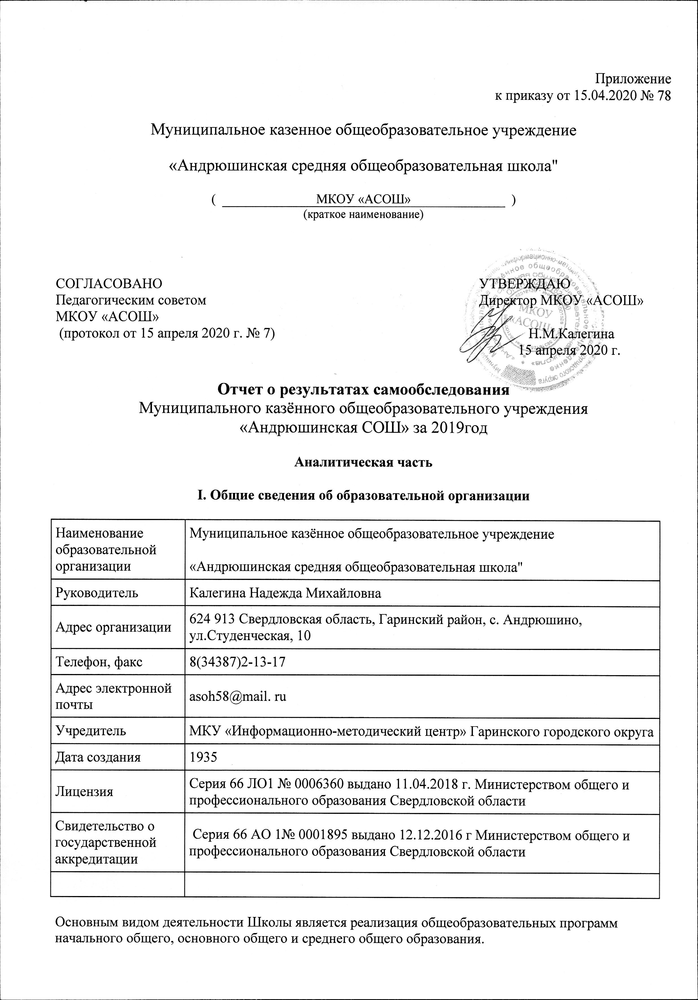 Приложение
к приказу от 15.04.2020 № 78
Муниципальное казенное общеобразовательное учреждение
«Андрюшинская средняя общеобразовательная школа"
( МКОУ «АСОШ» )
(краткое наименование)
СОГЛАСОВАНО
Педагогическим советом
МКОУ «АСОШ»
(протокол от 15 апреля 2020 г. № 7)
УТВЕРЖДАЮ
Директор МКОУ «АСОШ»
Н.М.Калегина
15 апреля 2020 г.
МКОУ
«АСОШ»
Отчет о результатах самообследования
Муниципального казённого общеобразовательного учреждения
«Андрюшинская СОШ» за 2019год
Аналитическая часть
I. Общие сведения об образовательной организации
Наименование
образовательной
организации
Муниципальное казённое общеобразовательное учреждение
«Андрюшинская средняя общеобразовательная школа"
Руководитель
Калегина Надежда Михайловна
Адрес организации
624 913 Свердловская область, Гаринский район, с. Андрюшино,
ул.Студенческая, 10
Телефон, факс
8(34387)2-13-17
Адрес электронной
почты
asoh58@mail. ru
Учредитель
МКУ «Информационно-методический центр» Гаринского городского округа
Дата создания
1935
Лицензия
Серия 66 ЛО1 № 0006360 выдано 11.04.2018 г. Министерством общего и
профессионального образования Свердловской области
Свидетельство о
государственной
аккредитации
Серия 66 АО 1№ 0001895 выдано 12.12.2016 г Министерством общего и
профессионального образования Свердловской области
Основным видом деятельности Школы является реализация общеобразовательных программ
начального общего, основного общего и среднего общего образования.